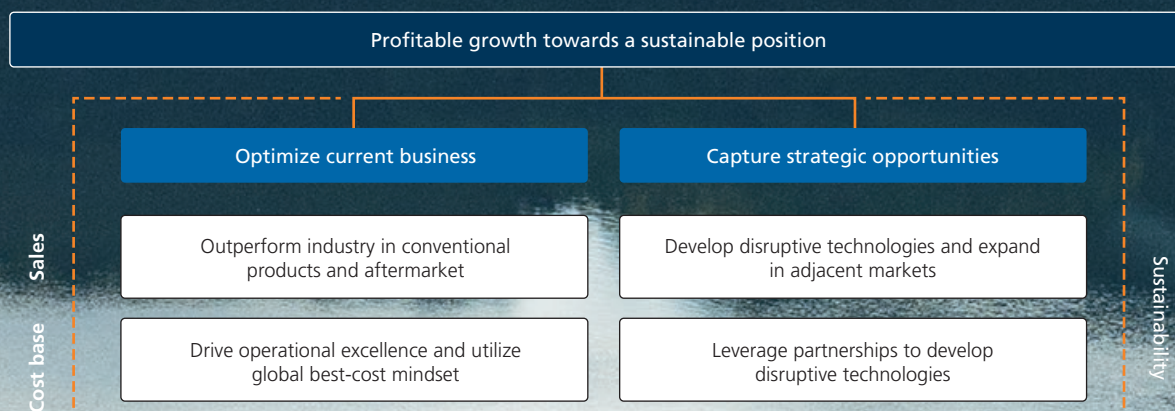 Profitable growth towards a sustainable position
Optimize current business
Capture strategic opportunities
Sales
Outperform industry in conventional
products and aftermarket
Develop disruptive technologies and expand
in adjacent markets
Sustainability
Cost base
Drive operational excellence and utilize
global best-cost mindset
Leverage partnerships to develop
disruptive technologies